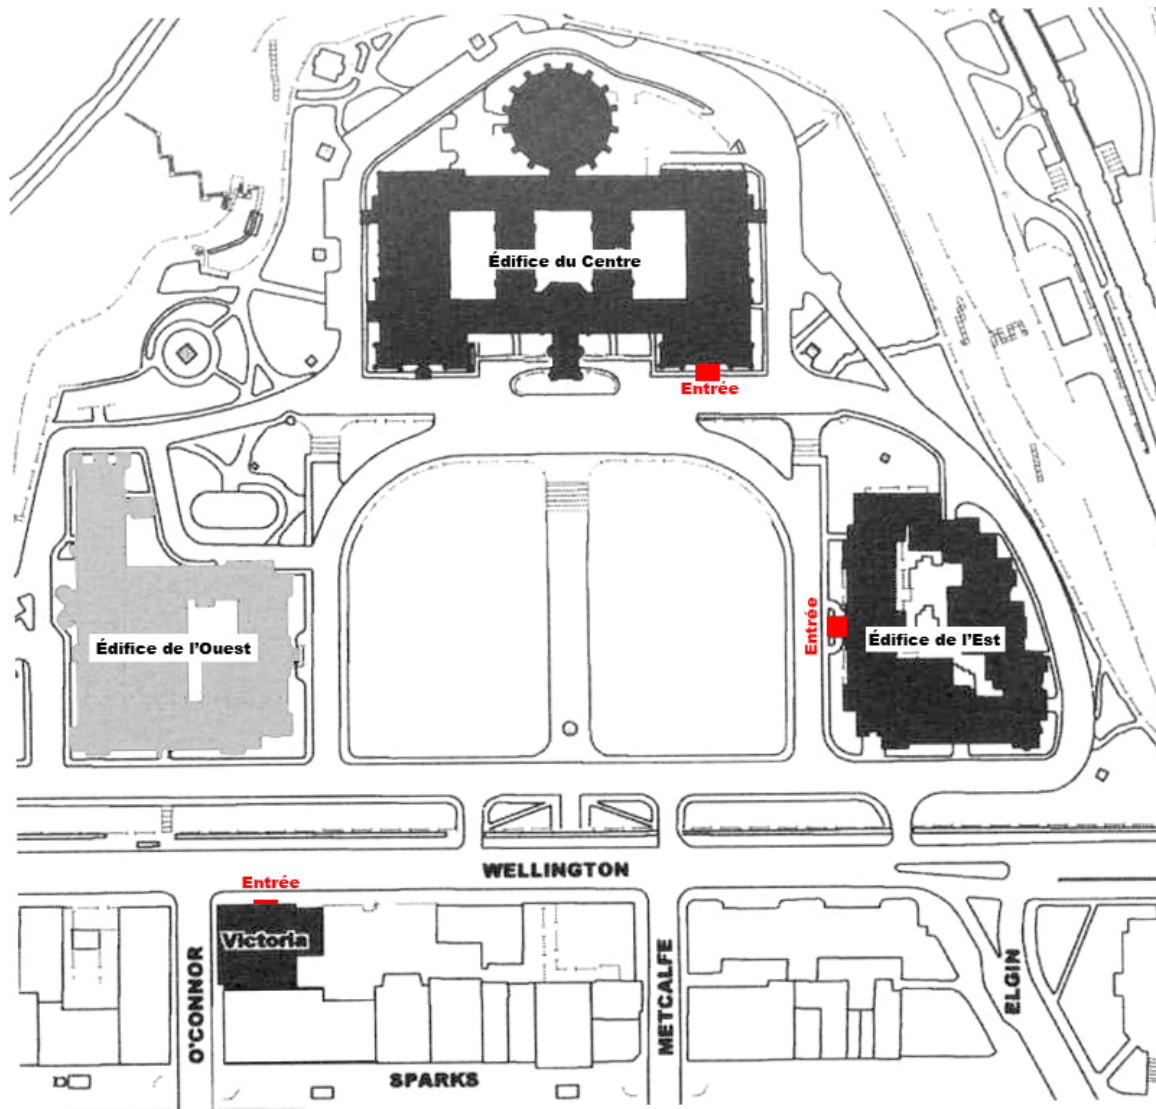 Édifice du Centre
Entrée
Entrée
Édifice de l'Ouest
Édifice de l'Est
WELLINGTON
Entrée
Victoria
O'CONNOR
METCALFE
ELGIN
SPARKS